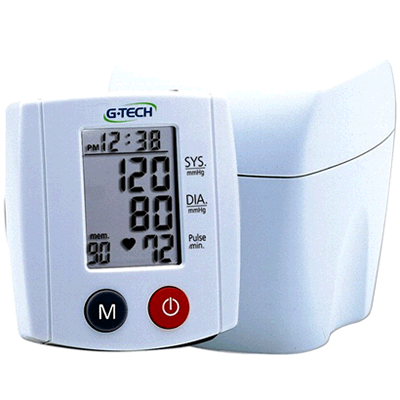 G-TECH
PM 12:38
120 SYS. mmHg
80 DIA. mmHg
mem. 90 ♥ 72 Pulse /min.
M